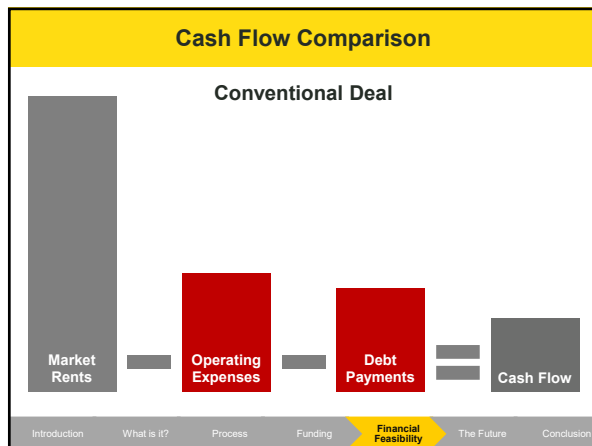 Cash Flow Comparison
Conventional Deal
Market
Rents
Operating
Expenses
Debt
Payments
Cash Flow
Introduction
What is it?
Process
Funding
Financial
Feasibility
The Future
Conclusion